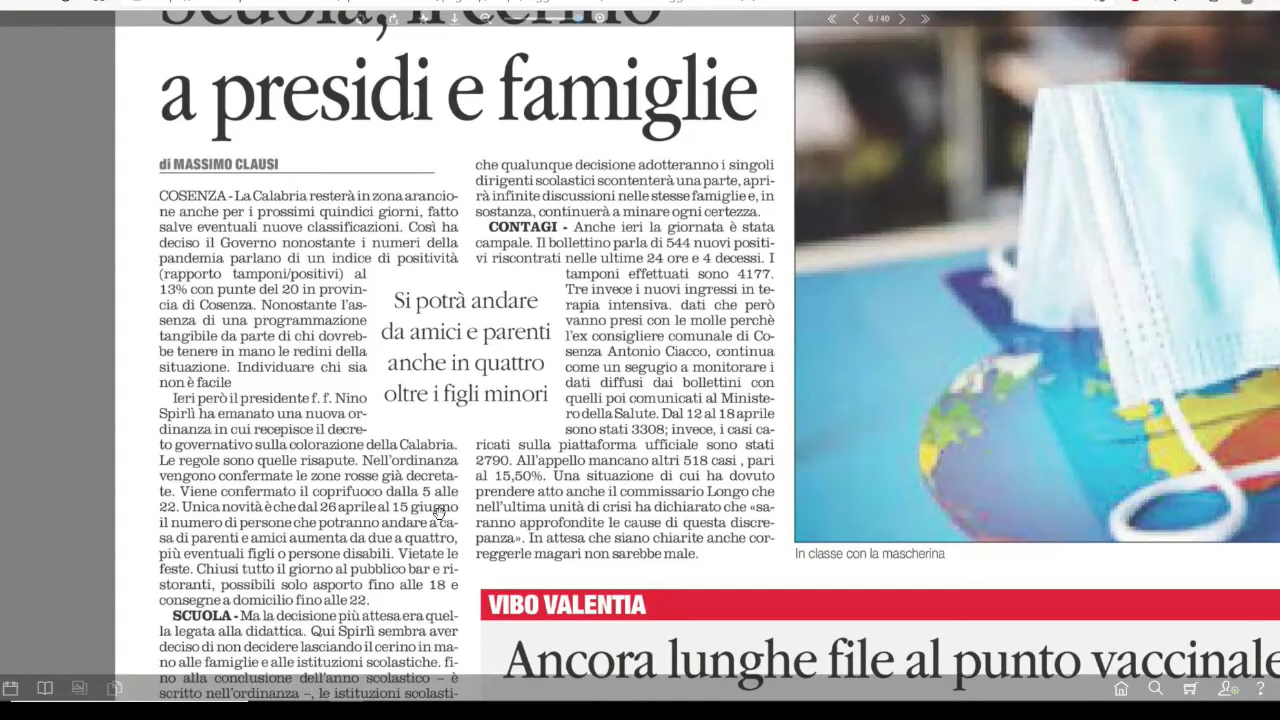 6 / 40
a presidi e famiglie
di MASSIMO CLAUSI
COSENZA - La Calabria resterà in zona arancio-
ne anche per i prossimi quindici giorni, fatto
salve eventuali nuove classificazioni. Così ha
deciso il Governo nonostante i numeri della
pandemia parlano di un indice di positività
(rapporto tamponi/positivi) al
13% con punte del 20 in provin-
cia di Cosenza. Nonostante l'as-
senza di una programmazione
tangibile da parte di chi dovreb-
be tenere in mano le redini della
situazione. Individuare chi sia
non è facile
Ieri però il presidente f. f. Nino
Spirlì ha emanato una nuova or-
dinanza in cui recepisce il decre-
to governativo sulla colorazione della Calabria.
Le regole sono quelle risapute. Nell'ordinanza
vengono confermate le zone rosse già decreta-
te. Viene confermato il coprifuoco dalla 5 alle
22. Unica novità è che dal 26 aprile al 15 giugno
il numero di persone che potranno andare a ca-
sa di parenti e amici aumenta da due a quattro,
più eventuali figli o persone disabili. Vietate le
feste. Chiusi tutto il giorno al pubblico bar e ri-
storanti, possibili solo asporto fino alle 18 e
consegne a domicilio fino alle 22.
SCUOLA - Ma la decisione più attesa era quel-
la legata alla didattica. Qui Spirlì sembra aver
deciso di non decidere lasciando il cerino in ma-
no alle famiglie e alle istituzioni scolastiche. fi-
no alla conclusione dell'anno scolastico – è
scritto nell'ordinanza –, le istituzioni scolasti-
Si potrà andare
da amici e parenti
anche in quattro
oltre i figli minori
che qualunque decisione adotteranno i singoli
dirigenti scolastici scontenterà una parte, apri-
rà infinite discussioni nelle stesse famiglie e, in
sostanza, continuerà a minare ogni certezza.
CONTAGI - Anche ieri la giornata è stata
campale. Il bollettino parla di 544 nuovi positi-
vi riscontrati nelle ultime 24 ore e 4 decessi. I
tamponi effettuati sono 4177.
Tre invece i nuovi ingressi in te-
rapia intensiva. dati che però
vanno presi con le molle perchè
l'ex consigliere comunale di Co-
senza Antonio Ciacco, continua
come un segugio a monitorare i
dati diffusi dai bollettini con
quelli poi comunicati al Ministe-
ro della Salute. Dal 12 al 18 aprile
sono stati 3308; invece, i casi ca-
ricati sulla piattaforma ufficiale sono stati
2790. All'appello mancano altri 518 casi , pari
al 15,50%. Una situazione di cui ha dovuto
prendere atto anche il commissario Longo che
nell'ultima unità di crisi ha dichiarato che «sa-
ranno approfondite le cause di questa discre-
panza». In attesa che siano chiarite anche cor-
reggerle magari non sarebbe male.
In classe con la mascherina
VIBO VALENTIA
Ancora lunghe file al punto vaccinale